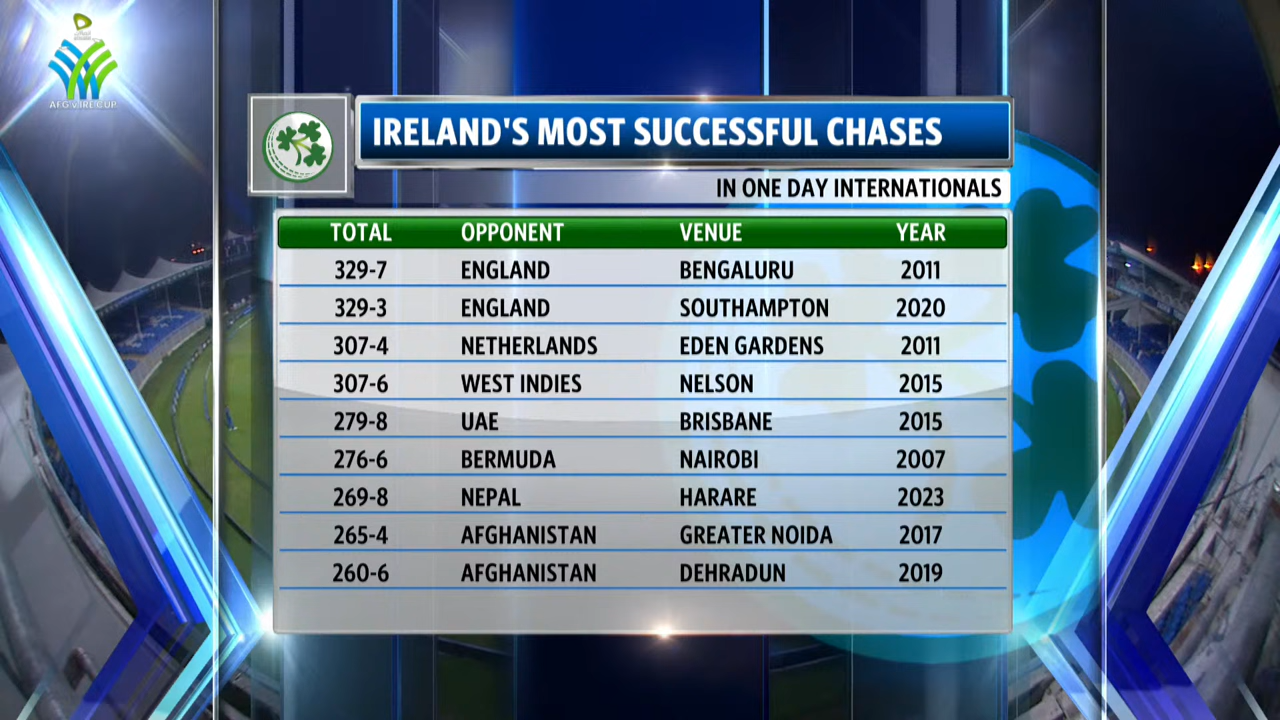 AFG V IRE CUP
IRELAND'S MOST SUCCESSFUL CHASES
IN ONE DAY INTERNATIONALS
TOTAL OPPONENT VENUE YEAR
329-7 ENGLAND BENGALURU 2011
329-3 ENGLAND SOUTHAMPTON 2020
307-4 NETHERLANDS EDEN GARDENS 2011
307-6 WEST INDIES NELSON 2015
279-8 UAE BRISBANE 2015
276-6 BERMUDA NAIROBI 2007
269-8 NEPAL HARARE 2023
265-4 AFGHANISTAN GREATER NOIDA 2017
260-6 AFGHANISTAN DEHRADUN 2019